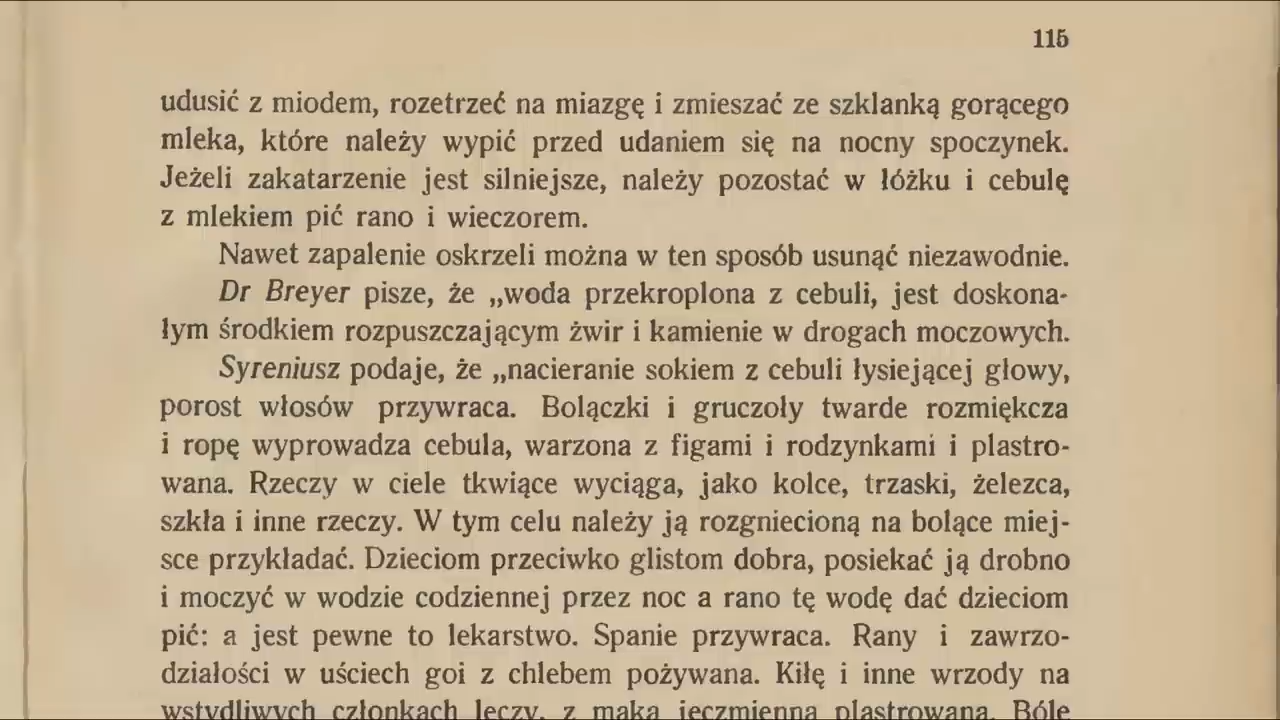 115
udusić z miodem, rozetrzeć na miazgę i zmieszać ze szklanką gorącego
mleka, które należy wypić przed udaniem się na nocny spoczynek.
Jeżeli zakatarzenie jest silniejsze, należy pozostać w łóżku i cebulę
z mlekiem pić rano i wieczorem.
Nawet zapalenie oskrzeli można w ten sposób usunąć niezawodnie.
Dr Breyer pisze, że „woda przekroplona z cebuli, jest doskona-
łym środkiem rozpuszczającym żwir i kamienie w drogach moczowych.
Syreniusz podaje, że „nacieranie sokiem z cebuli łysiejącej głowy,
porost włosów przywraca. Bolączki i gruczoły twarde rozmiękcza
i ropę wyprowadza cebula, warzona z figami i rodzynkami i plastro-
wana. Rzeczy w ciele tkwiące wyciąga, jako kolce, trzaski, żelezca,
szkła i inne rzeczy. W tym celu należy ją rozgniecioną na bolące miej-
sce przykładać. Dzieciom przeciwko glistom dobra, posiekać ją drobno
i moczyć w wodzie codziennej przez noc a rano tę wodę dać dzieciom
pić: a jest pewne to lekarstwo. Spanie przywraca. Rany i zawrzo-
działości w uściech goi z chlebem pożywana. Kiłę i inne wrzody na
wstydliwych członkach leczy, z mąką jęczmienną plastrowana. Bóle